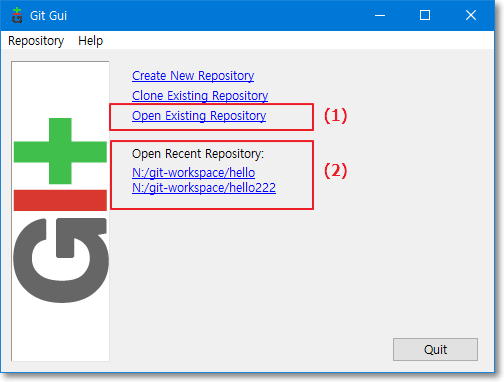 Git Gui
Repository Help
Create New Repository
Clone Existing Repository
Open Existing Repository (1)
Open Recent Repository:
N:/git-workspace/hello (2)
N:/git-workspace/hello222
Git
Quit